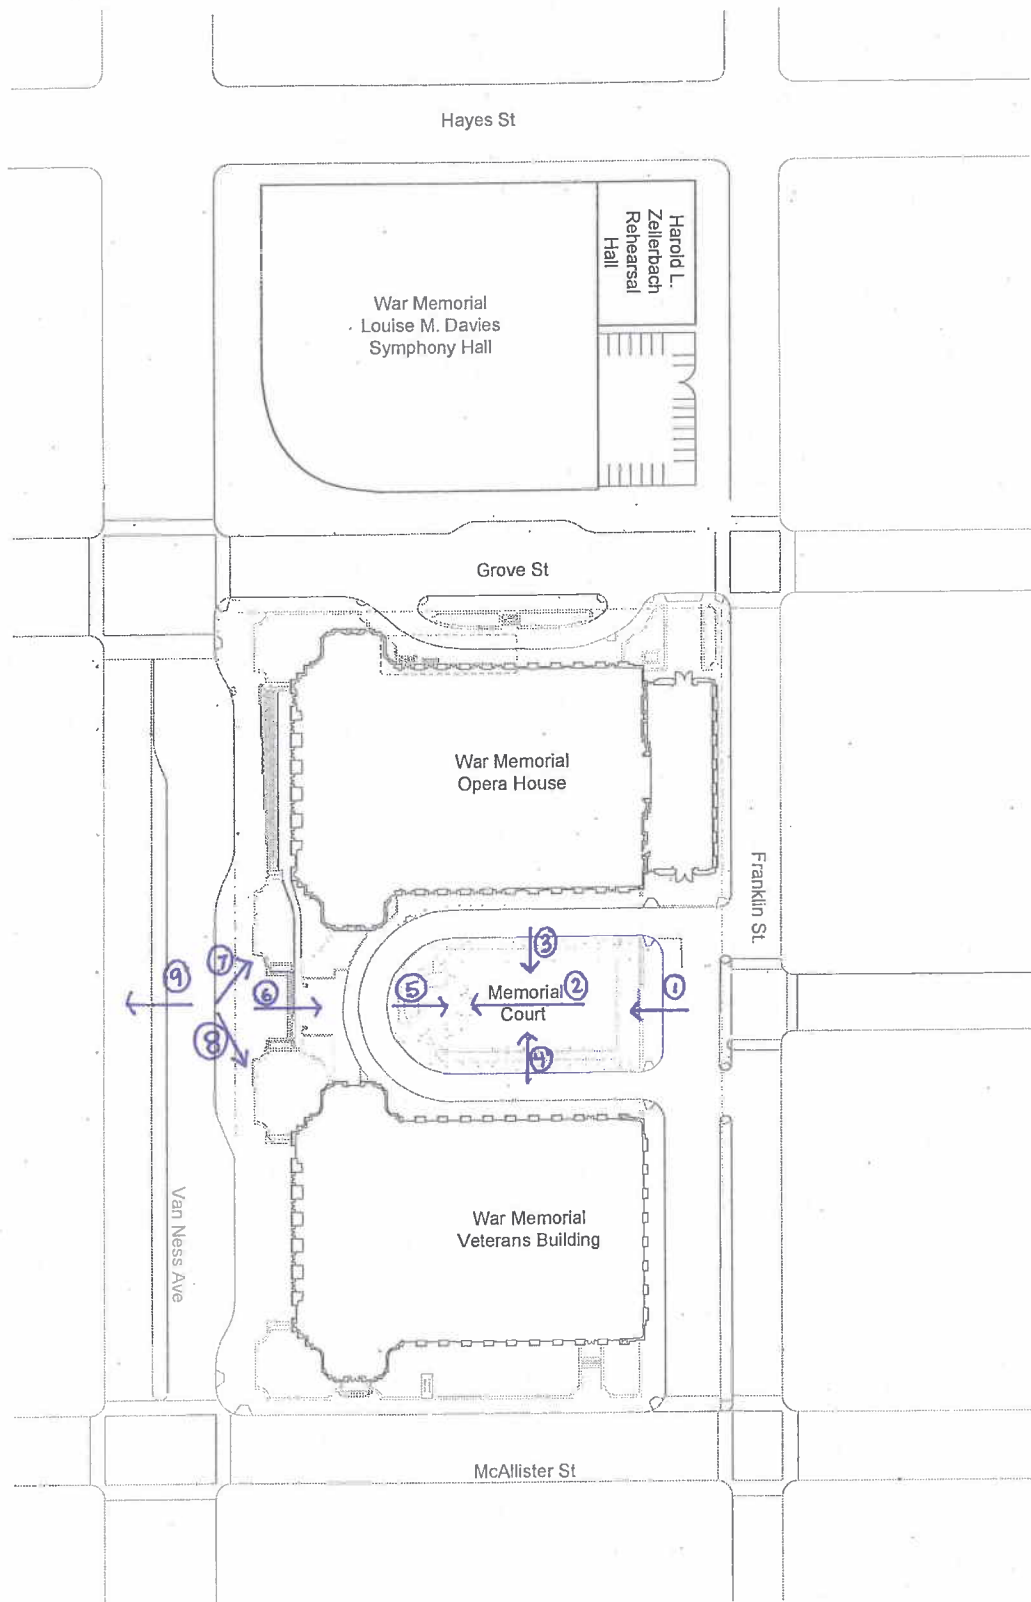 Hayes St
Harold L.
Zellerbach
Rehearsal
Hall
War Memorial
Louise M. Davies
Symphony Hall
Grove St
War Memorial
Opera House
Franklin St.
3
7
9
6
5
Memorial
Court
2
1
8
4
War Memorial
Veterans Building
Van Ness Ave
McAllister St